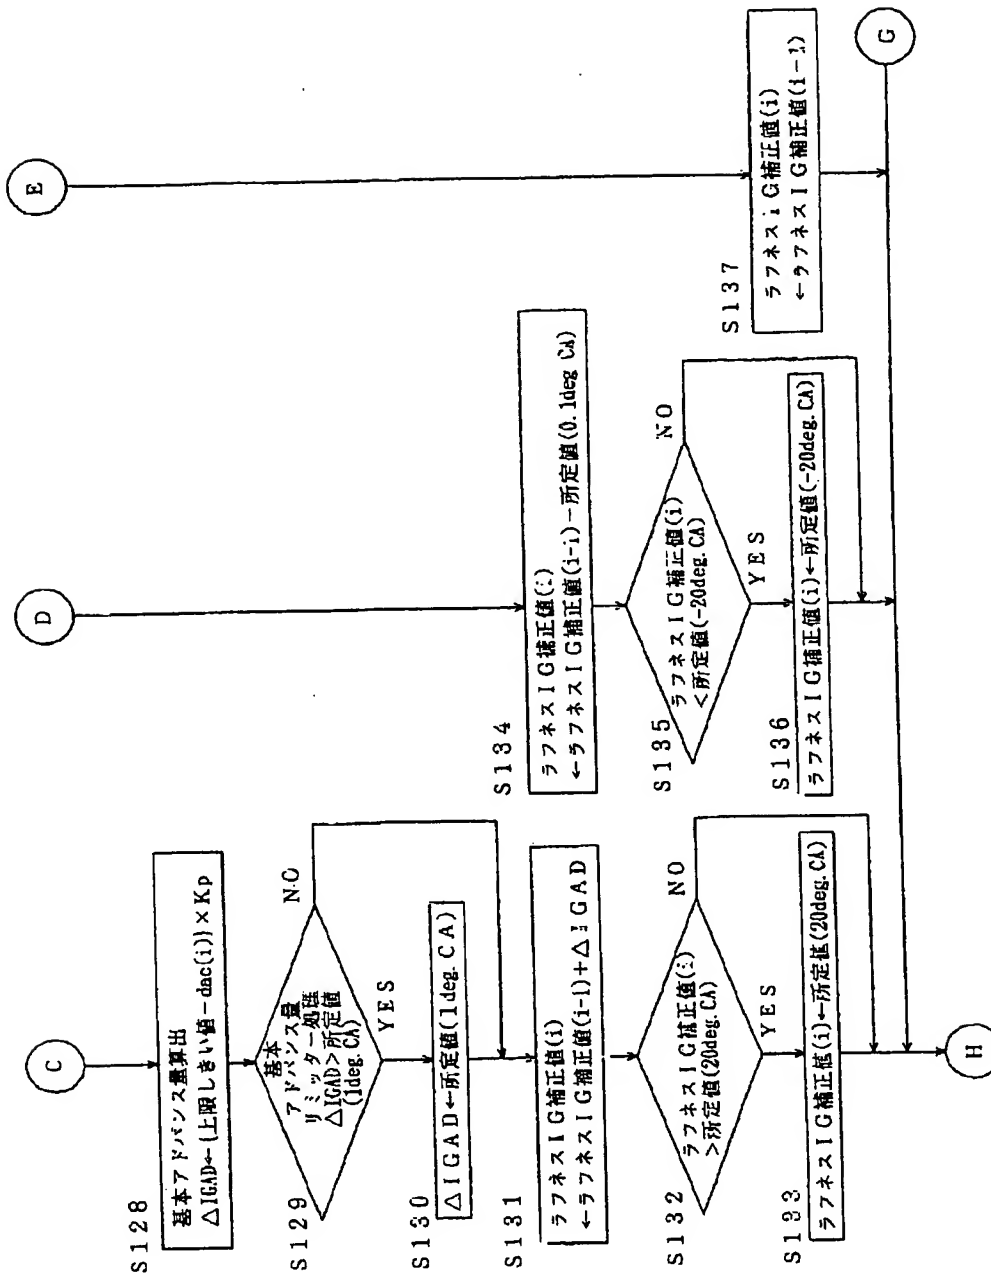 C
S128
基本アドバンス量算出
△IGAD←{上限しきい値−dac(i)}×Kp
S129
基本
アドバンス量
リミッター処理
△IGAD>所定値
(1deg.CA)
NO
YES
S130
△IGAD←所定値(1deg.CA)
S131
ラフネスIG補正値(i)
←ラフネスIG補正値(i-1)+△IGAD
S132
ラフネスIG補正値(i)
>所定値(20deg.CA)
NO
YES
S133
ラフネスIG補正値(i)←所定値(20deg.CA)
H
D
S134
ラフネスIG補正値(i)
←ラフネスIG補正値(i-i)−所定値(0.1deg CA)
S135
ラフネスIG補正値(i)
<所定値(-20deg.CA)
NO
YES
S136
ラフネスIG補正値(i)←所定値(-20deg.CA)
E
S137
ラフネスIG補正値(i)
←ラフネスIG補正値(i-1)
G